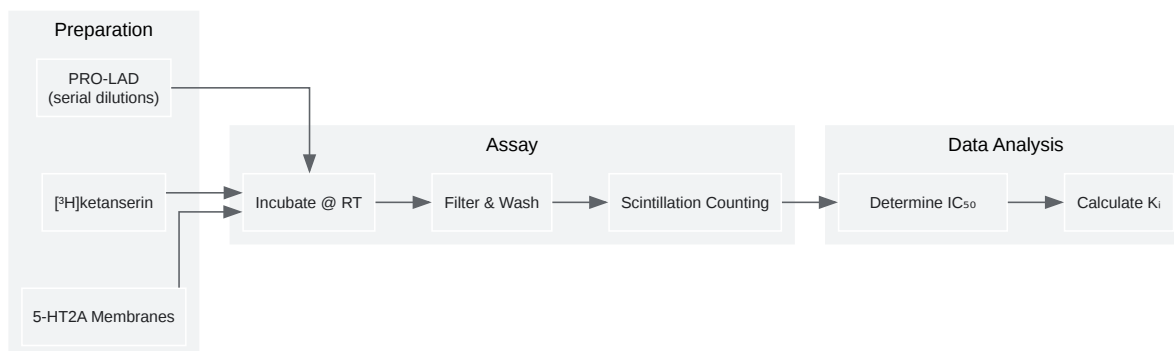 Preparation
PRO-LAD
(serial dilutions)
[³H]ketanserin
5-HT2A Membranes
Assay
Incubate @ RT
Filter & Wash
Scintillation Counting
Data Analysis
Determine IC₅₀
Calculate Kᵢ